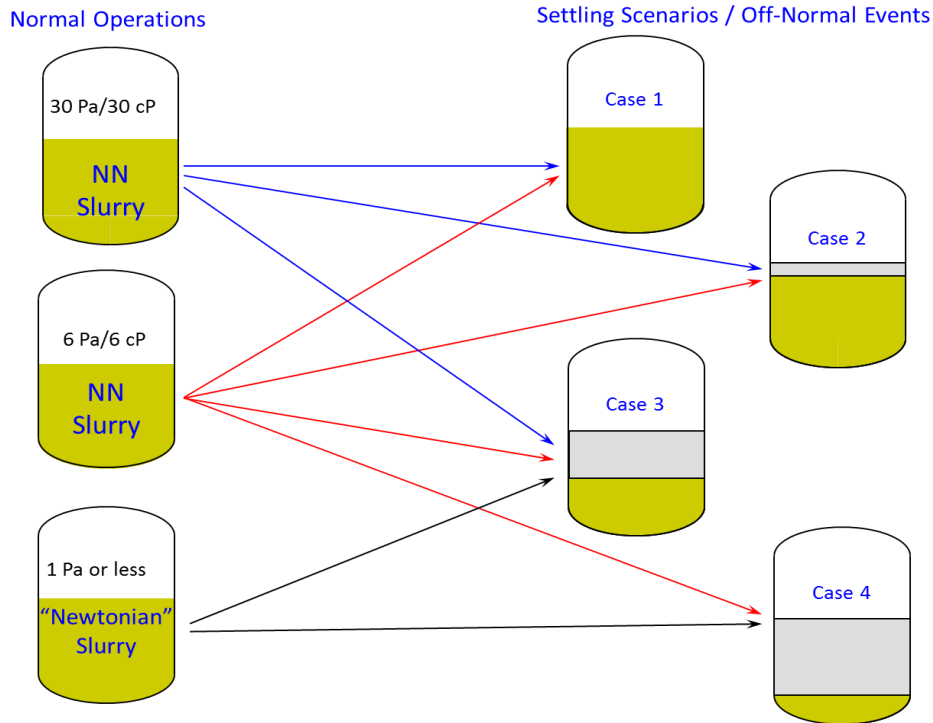 Normal Operations
Settling Scenarios / Off-Normal Events
30 Pa/30 cP
NN
Slurry
6 Pa/6 cP
NN
Slurry
1 Pa or less
“Newtonian”
Slurry
Case 1
Case 2
Case 3
Case 4